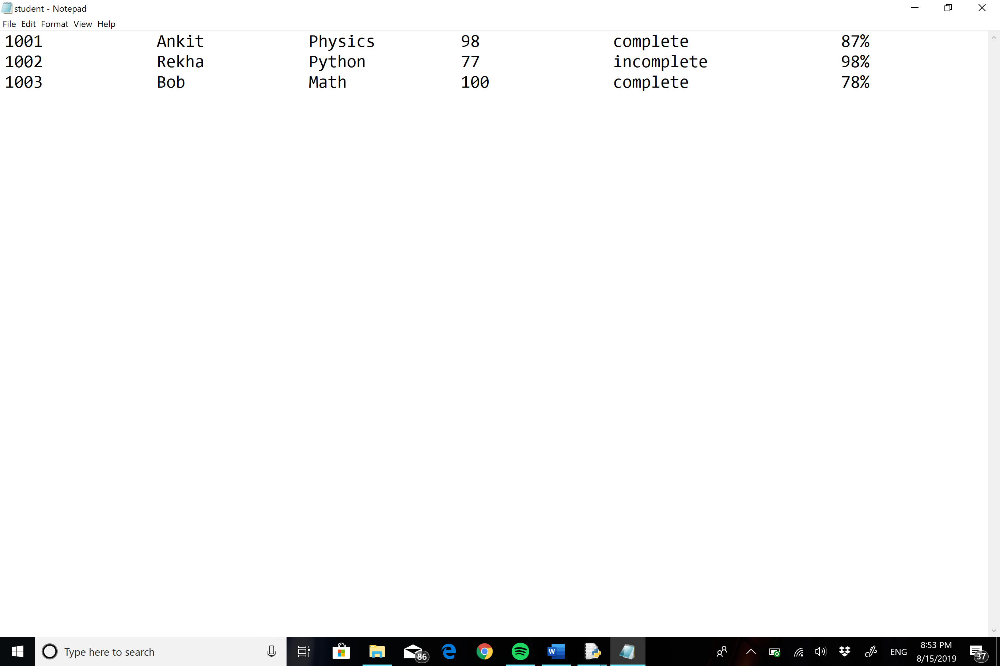 student - Notepad
File Edit Format View Help
1001 Ankit Physics 98 complete 87%
1002 Rekha Python 77 incomplete 98%
1003 Bob Math 100 complete 78%
Type here to search
86
W
ENG
8:53 PM
8/15/2019
37